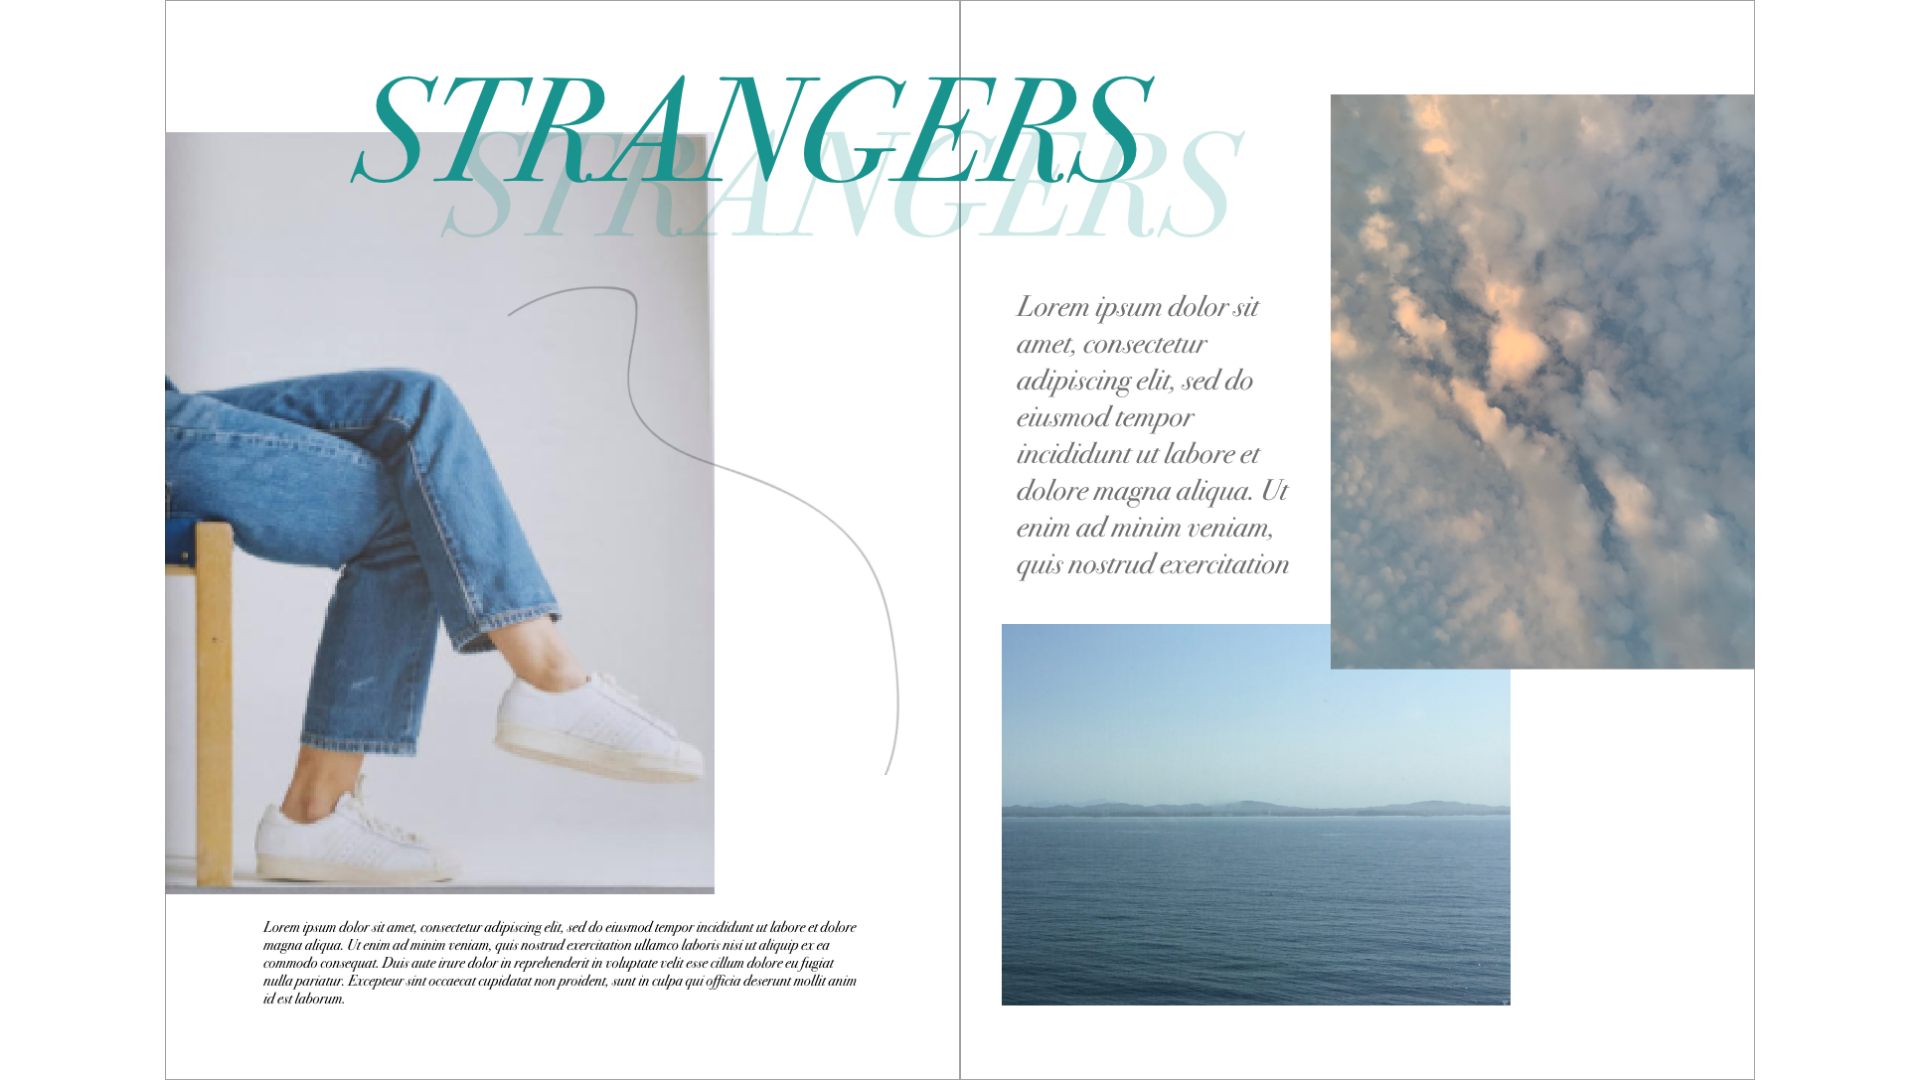 STRANGERS
STRANGERS
Lorem ipsum dolor sit
amet, consectetur
adipiscing elit, sed do
eiusmod tempor
incididunt ut labore et
dolore magna aliqua. Ut
enim ad minim veniam,
quis nostrud exercitation
Lorem ipsum dolor sit amet, consectetur adipiscing elit, sed do eiusmod tempor incididunt ut labore et dolore
magna aliqua. Ut enim ad minim veniam, quis nostrud exercitation ullamco laboris nisi ut aliquip ex ea
commodo consequat. Duis aute irure dolor in reprehenderit in voluptate velit esse cillum dolore eu fugiat
nulla pariatur. Excepteur sint occaecat cupidatat non proident, sunt in culpa qui officia deserunt mollit anim
id est laborum.